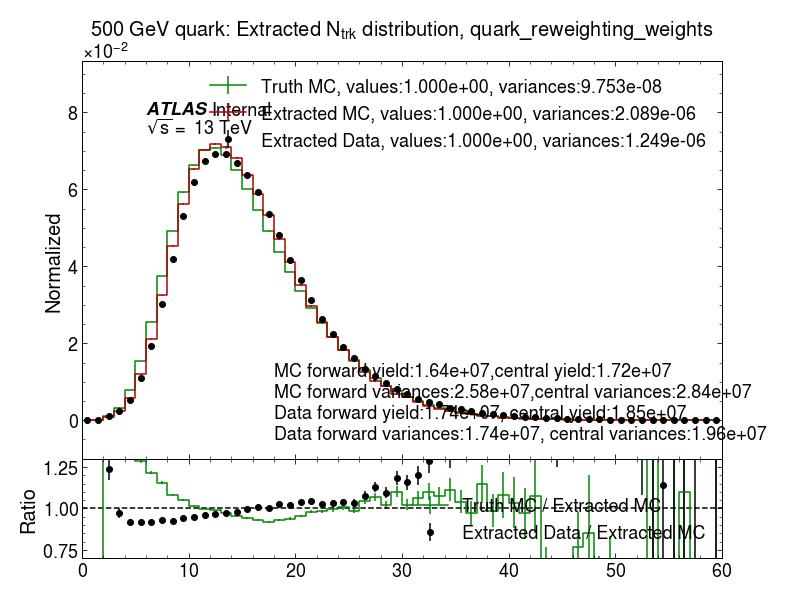 500 GeV quark: Extracted Ntrk distribution, quark_reweighting_weights
×10−2
Truth MC, values:1.000e+00, variances:9.753e-08
ATLAS Internal
Extracted MC, values:1.000e+00, variances:2.089e-06
√s = 13 TeV
Extracted Data, values:1.000e+00, variances:1.249e-06
8
6
4
2
0
Normalized
MC forward yield:1.64e+07,central yield:1.72e+07
MC forward variances:2.58e+07,central variances:2.84e+07
Data forward yield:1.74e+07, central yield:1.85e+07
Data forward variances:1.74e+07, central variances:1.96e+07
1.25
1.00
0.75
Ratio
Truth MC / Extracted MC
Extracted Data / Extracted MC
0 10 20 30 40 50 60